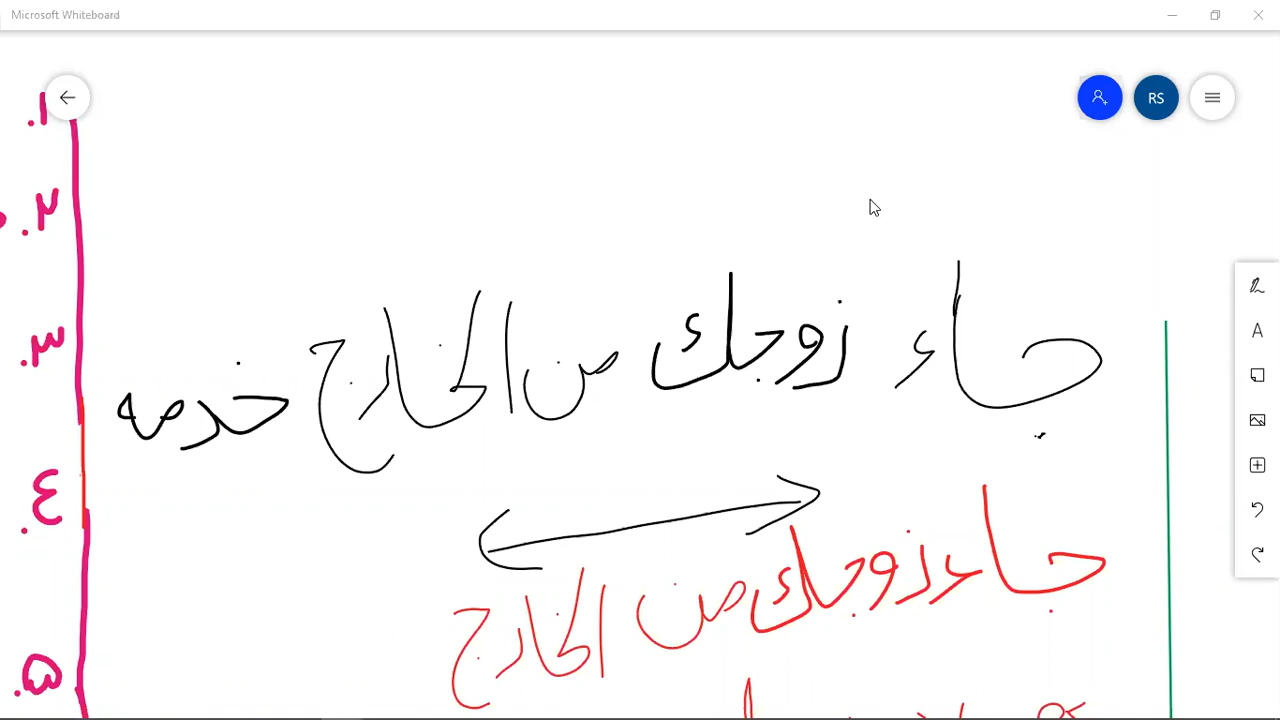 Microsoft Whiteboard
RS
A
١.
٢.
٣.
٤.
٥.
جاء زوجك من الخارج خدمه
جاء زوجك من الخارج